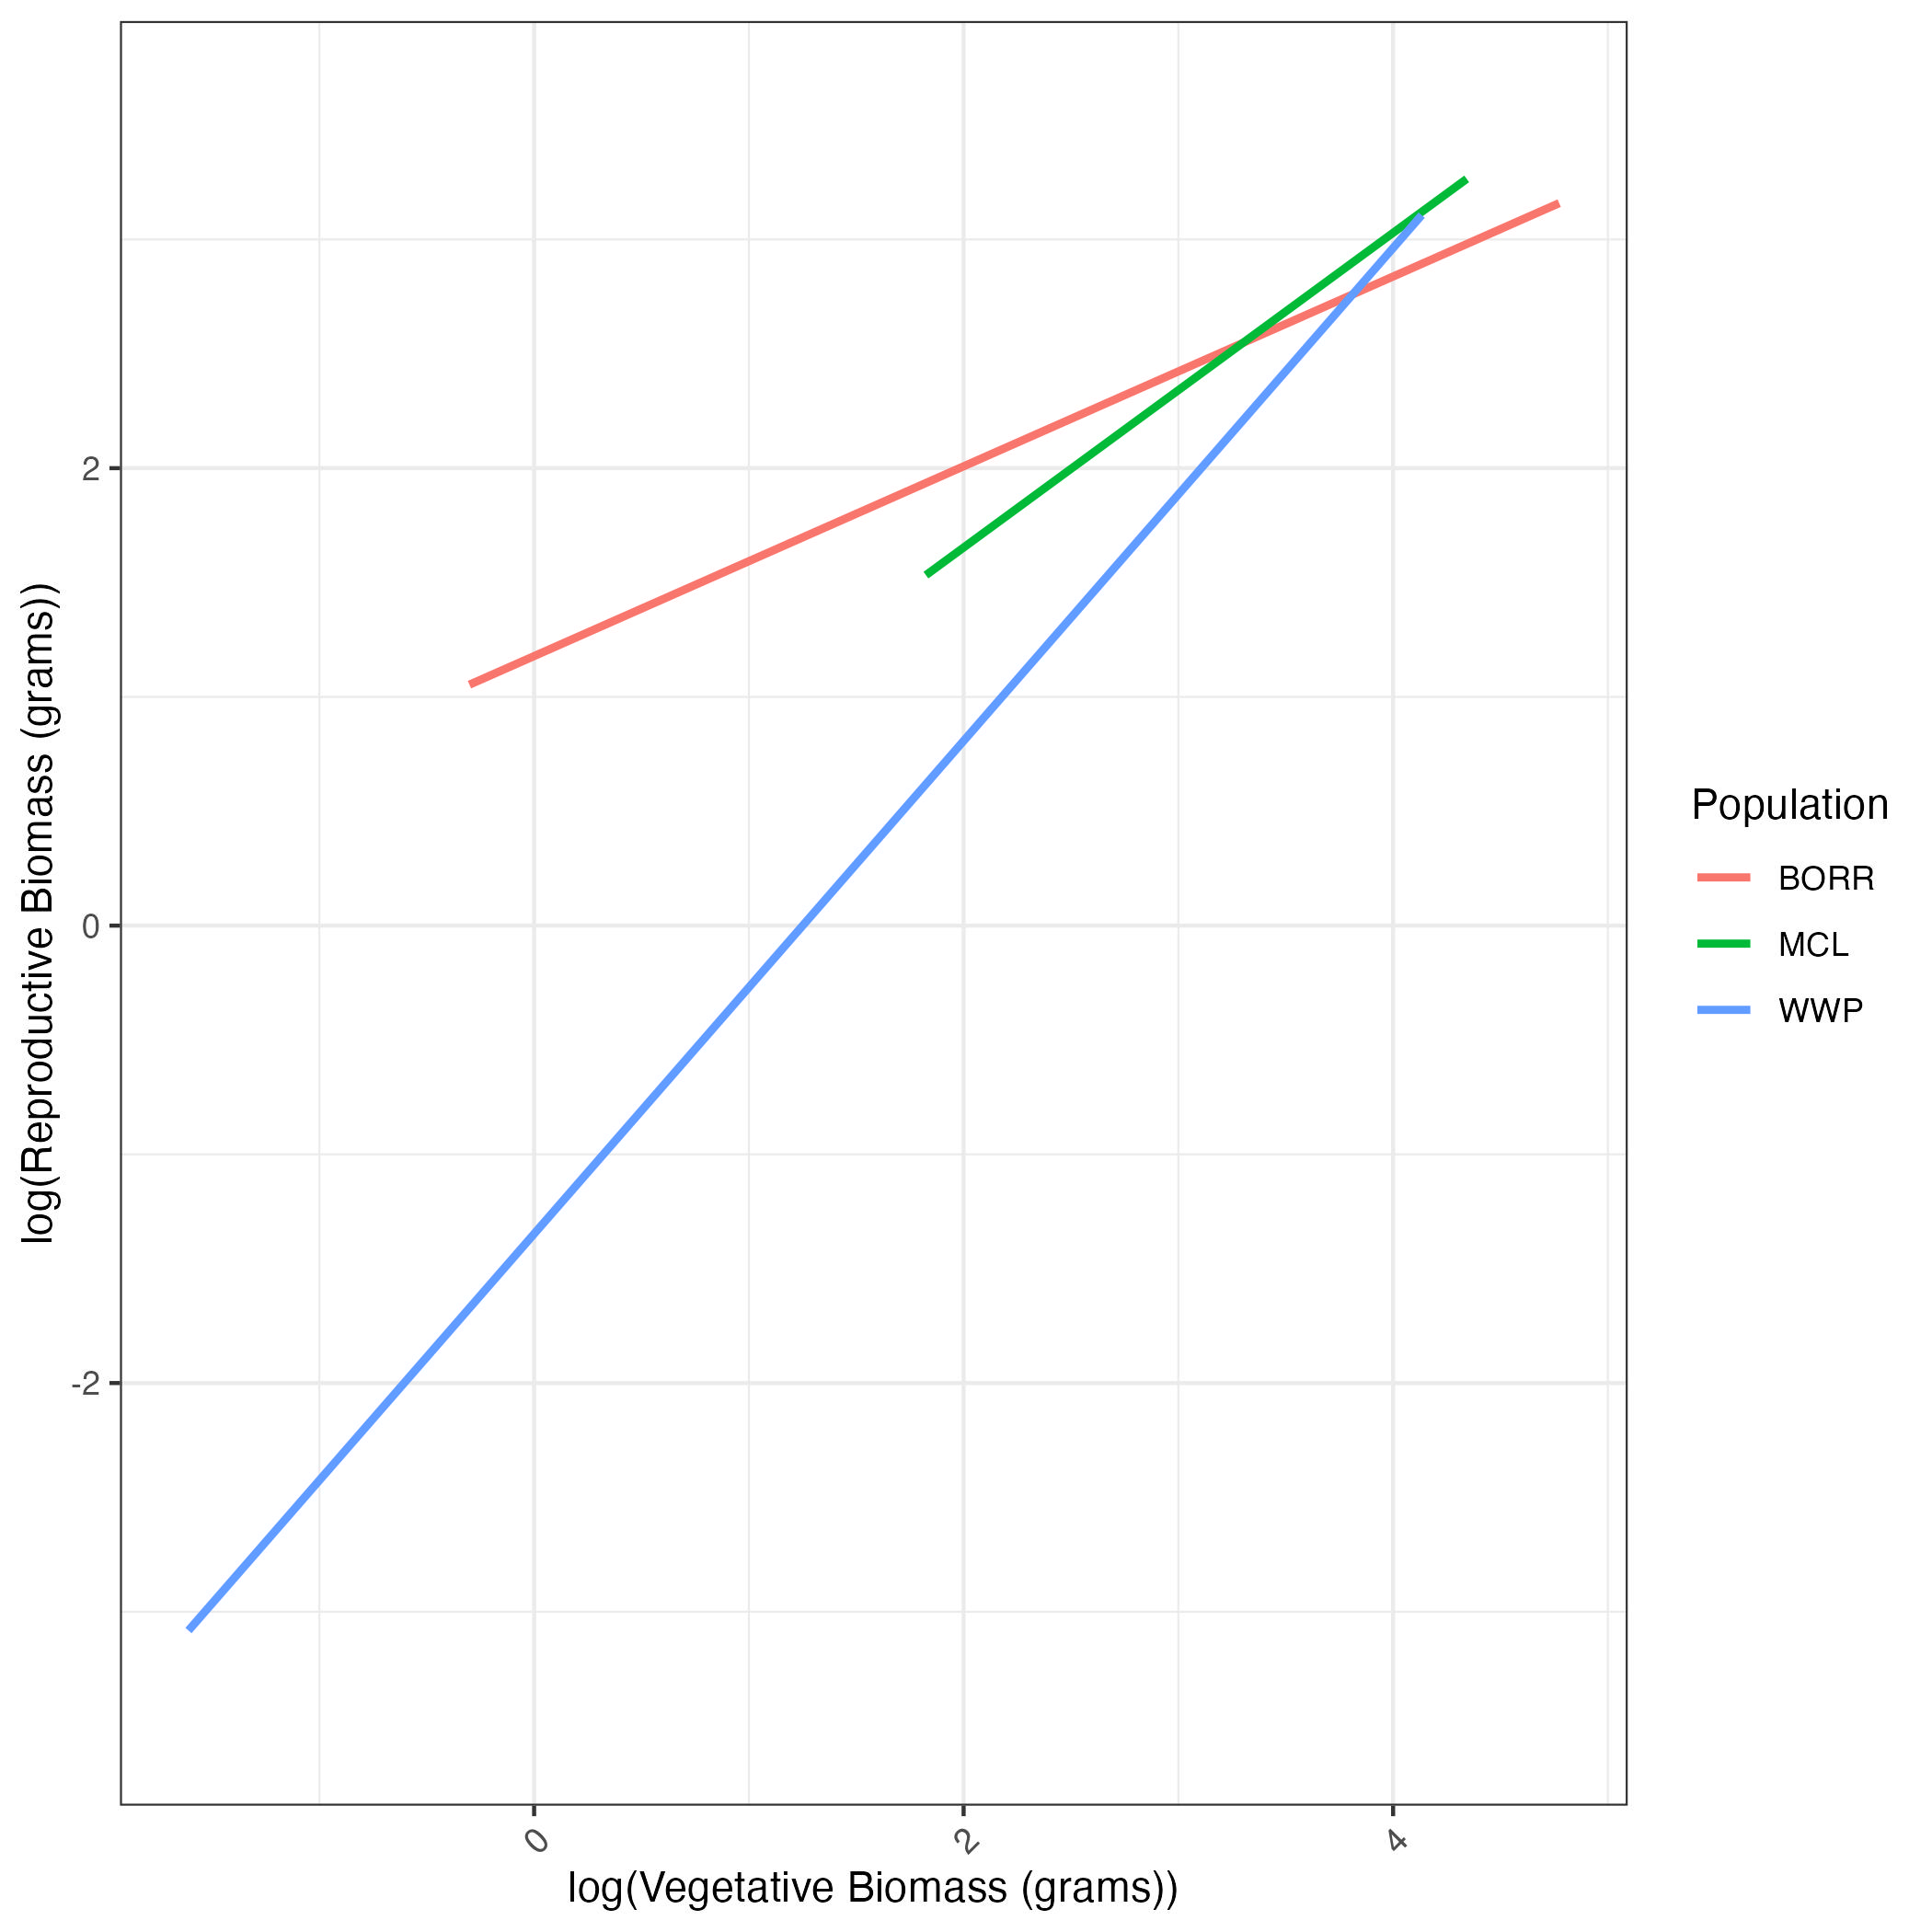 log(Reproductive Biomass (grams))
2
0
-2
0
2
4
log(Vegetative Biomass (grams))
Population
BORR
MCL
WWP